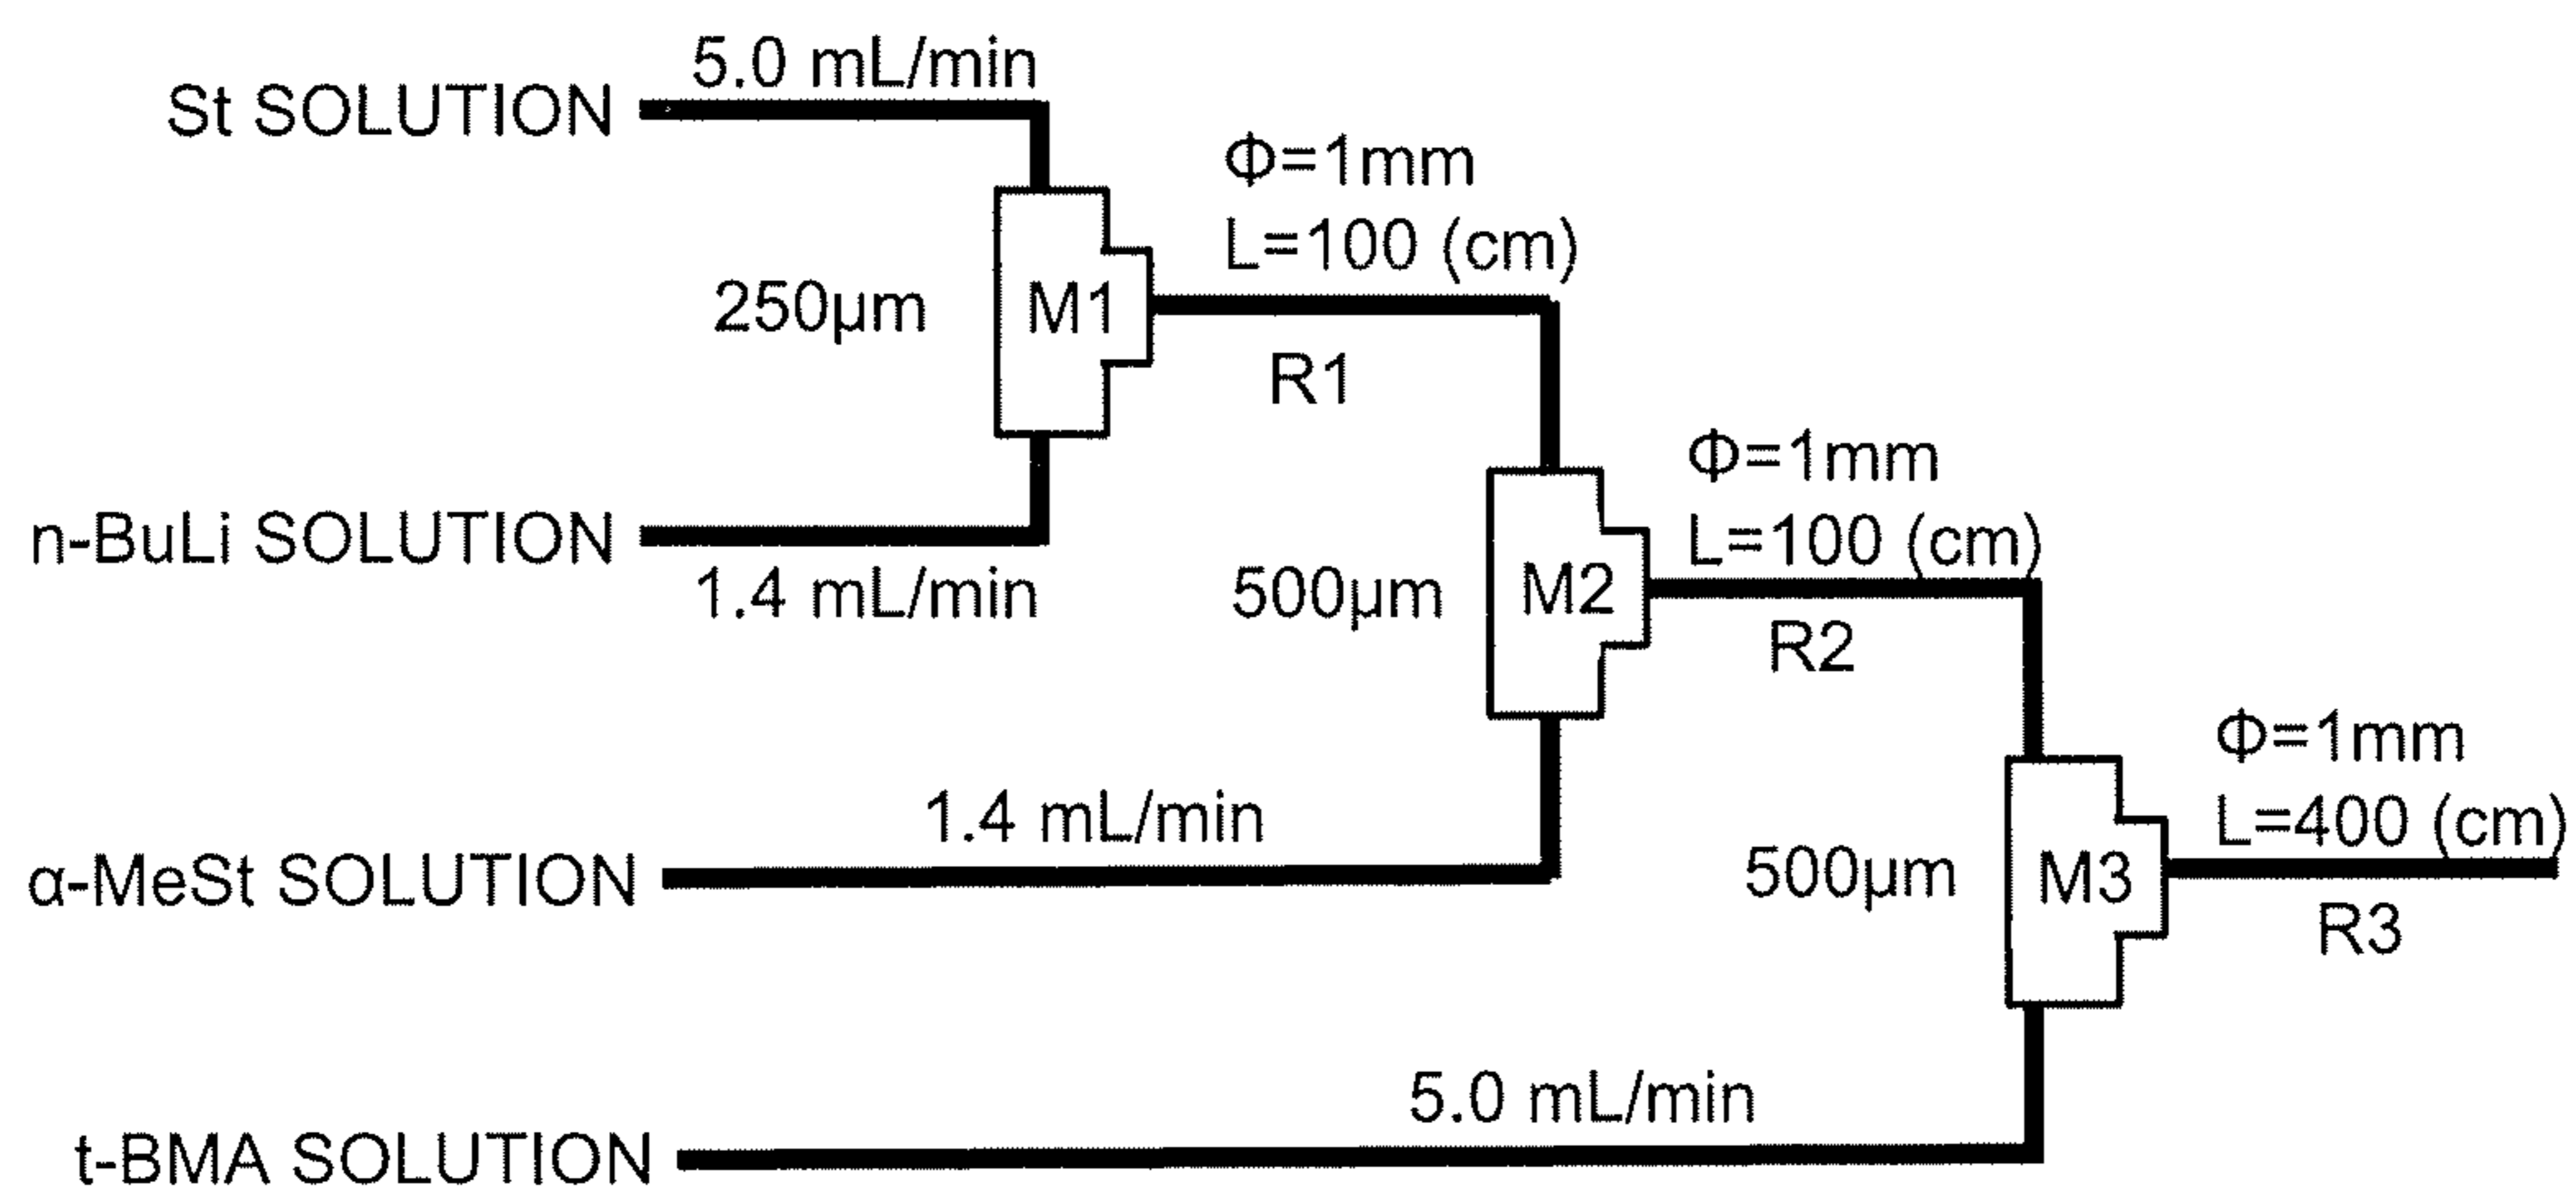 5.0 mL/min
St SOLUTION
Φ=1mm
L=100 (cm)
250μm
M1
R1
n-BuLi SOLUTION
1.4 mL/min
Φ=1mm
L=100 (cm)
500μm
M2
R2
1.4 mL/min
α-MeSt SOLUTION
Φ=1mm
L=400 (cm)
500μm
M3
R3
5.0 mL/min
t-BMA SOLUTION